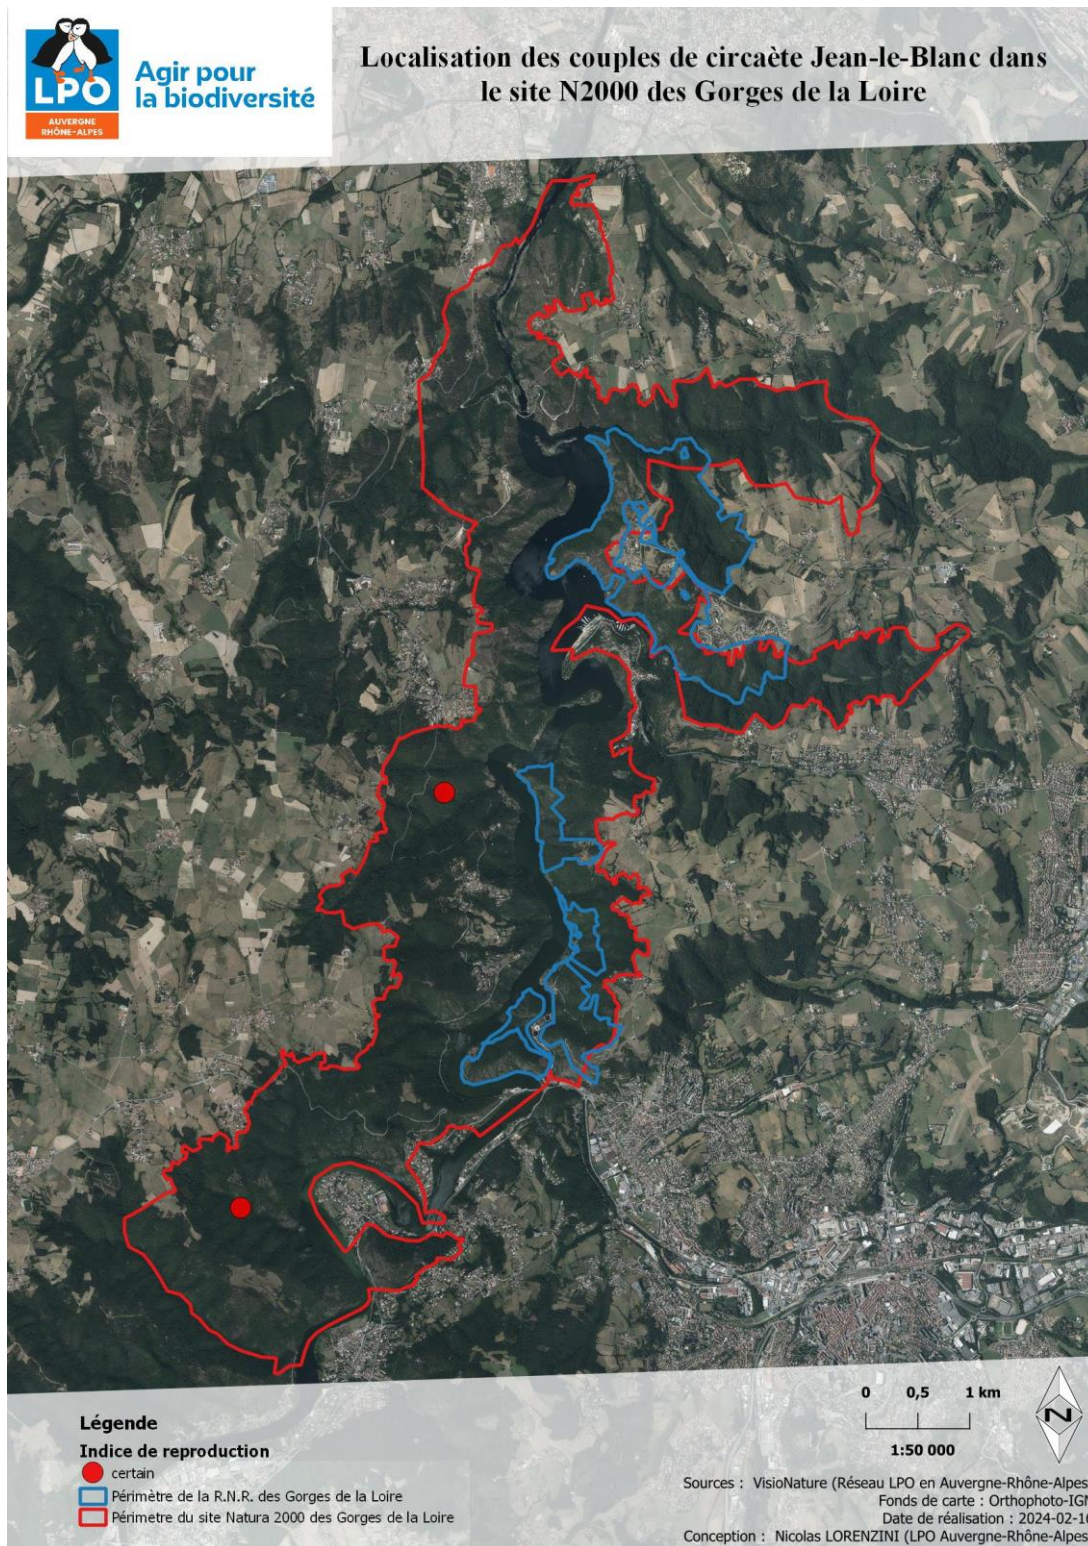 LPO
AUVERGNE
RHÔNE-ALPES
Agir pour
la biodiversité
Localisation des couples de circaète Jean-le-Blanc dans
le site N2000 des Gorges de la Loire
Légende
Indice de reproduction
certain
Périmètre de la R.N.R. des Gorges de la Loire
Périmetre du site Natura 2000 des Gorges de la Loire
0 0,5 1 km
1:50 000
N
Sources : VisioNature (Réseau LPO en Auvergne-Rhône-Alpes
Fonds de carte : Orthophoto-IGN
Date de réalisation : 2024-02-16
Conception : Nicolas LORENZINI (LPO Auvergne-Rhône-Alpes